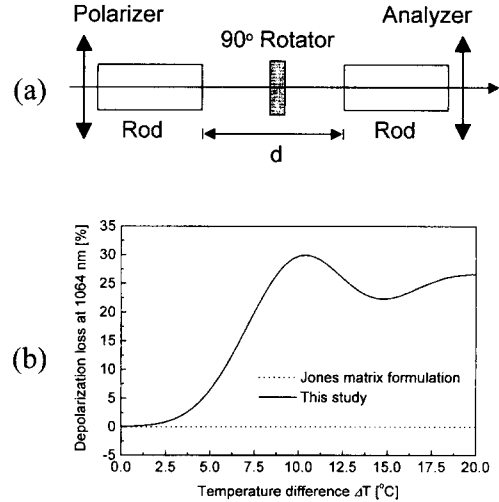 Polarizer
Analyzer
90º Rotator
(a)
Rod
Rod
d
(b)
Depolarization loss at 1064 nm [%]
35
30
25
20
15
10
5
0
-5
Jones matrix formulation
This study
0.0 2.5 5.0 7.5 10.0 12.5 15.0 17.5 20.0
Temperature difference ΔT [ºC]